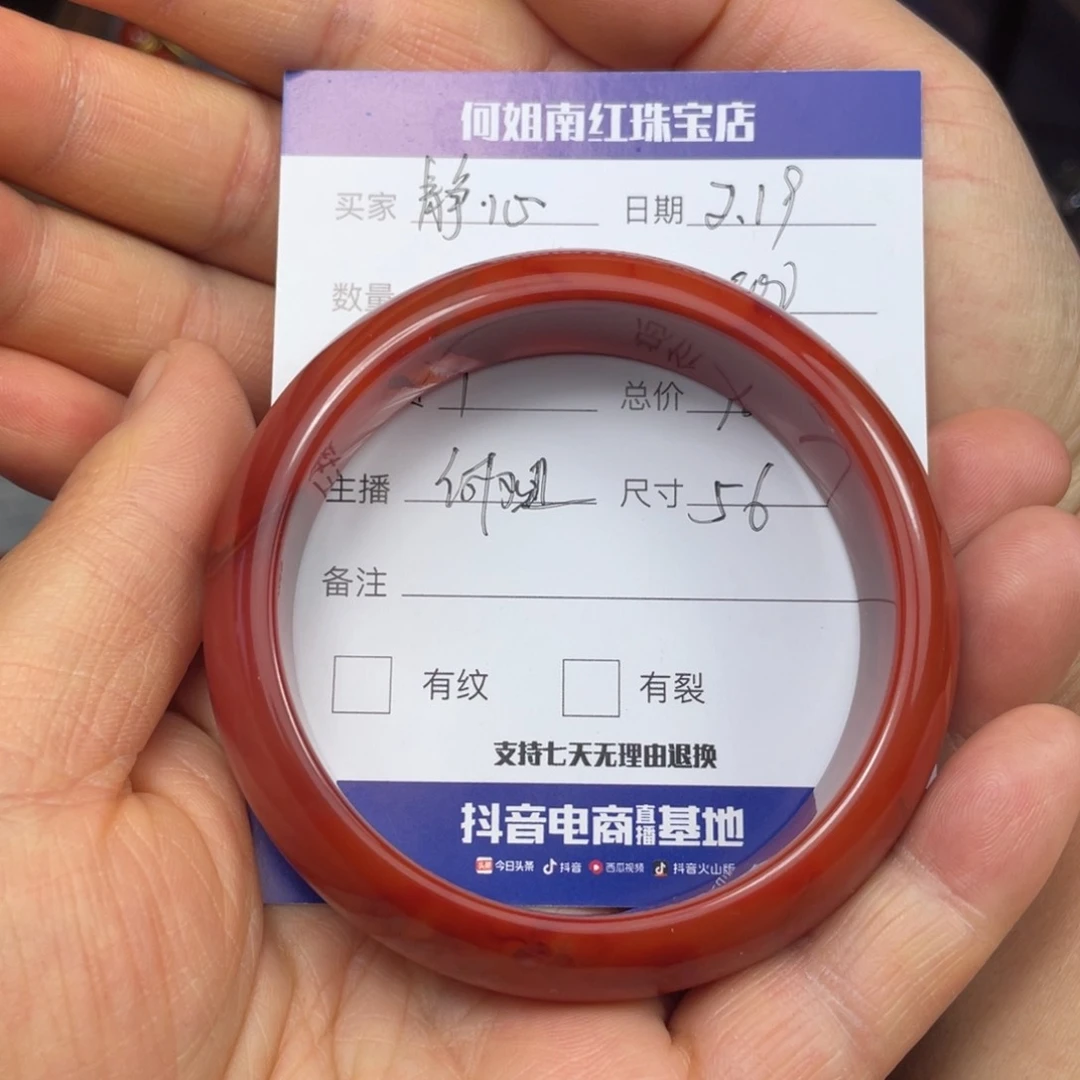 何姐南红珠宝店
买家 静心 日期 2.19
数量
1 总价
主播 何姐 尺寸 56
备注
有纹 有裂
支持七天无理由退换
抖音电商直播基地
今日头条 抖音 西瓜视频 抖音火山版